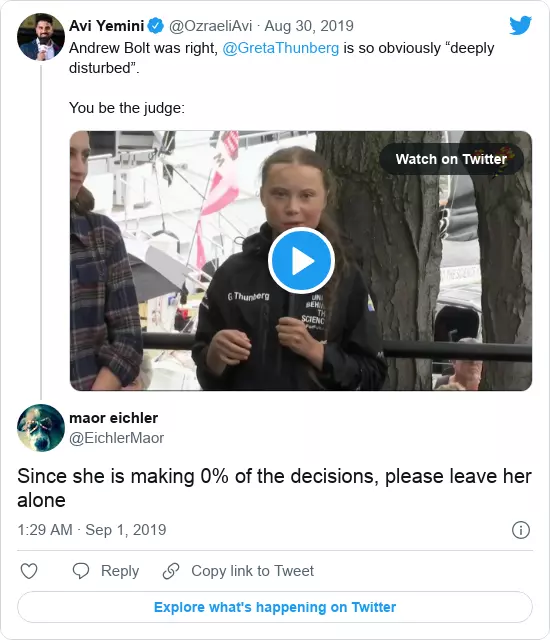 Avi Yemini @OzraeliAvi · Aug 30, 2019
Andrew Bolt was right, @GretaThunberg is so obviously “deeply
disturbed”.
You be the judge:
Watch on Twitter
G Thunberg
UNITE
BEHIND
THE
SCIENCE
maor eichler
@EichlerMaor
Since she is making 0% of the decisions, please leave her
alone
1:29 AM · Sep 1, 2019
Reply
Copy link to Tweet
Explore what's happening on Twitter